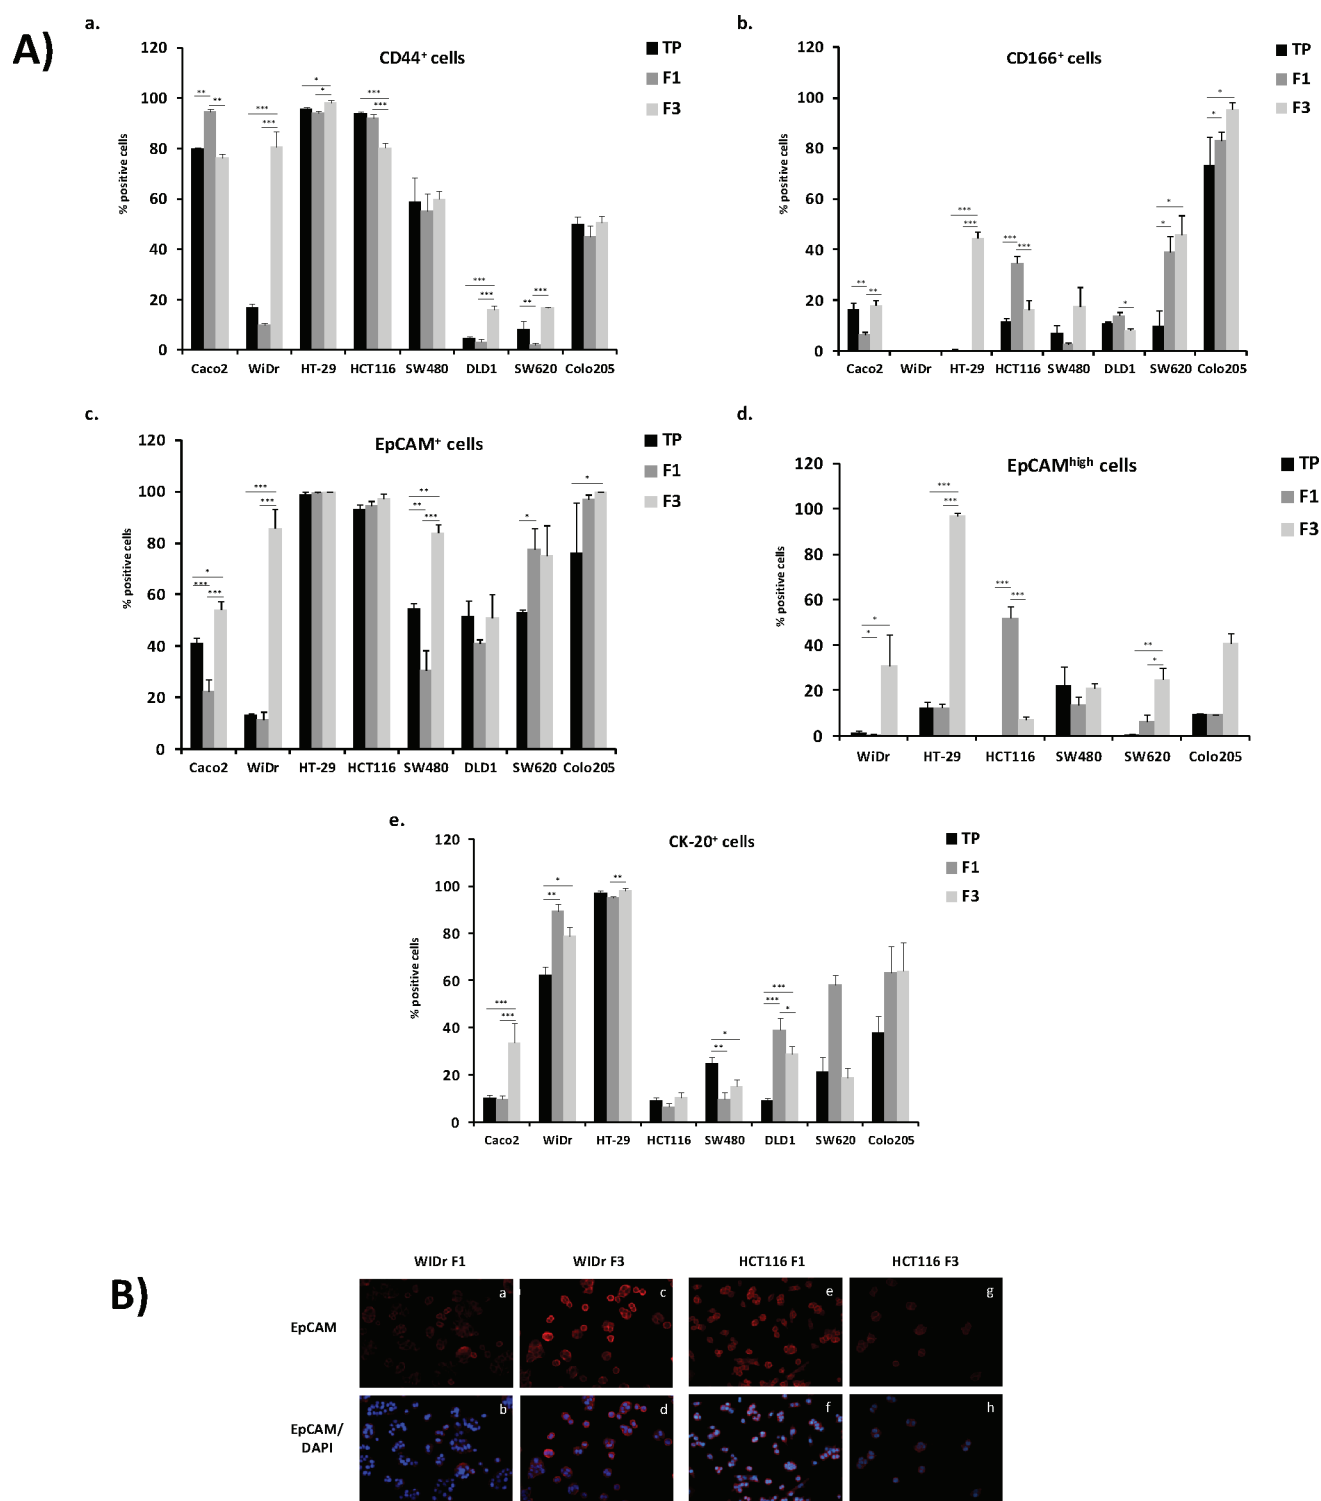 A)
a.
CD44+ cells
TP
F1
F3
% positive cells
120
100
80
60
40
20
0
** ** *** *** * * *** *** *** *** ** ***
Caco2 WiDr HT-29 HCT116 SW480 DLD1 SW620 Colo205
b.
CD166+ cells
TP
F1
F3
% positive cells
120
100
80
60
40
20
0
** ** *** *** *** *** * * * * *
Caco2 WiDr HT-29 HCT116 SW480 DLD1 SW620 Colo205
c.
EpCAM+ cells
TP
F1
F3
% positive cells
120
100
80
60
40
20
0
* *** *** *** *** ** ** *** * *
Caco2 WiDr HT-29 HCT116 SW480 DLD1 SW620 Colo205
d.
EpCAMhigh cells
TP
F1
F3
% positive cells
120
100
80
60
40
20
0
* * *** *** *** *** ** *
WiDr HT-29 HCT116 SW480 SW620 Colo205
e.
CK-20+ cells
TP
F1
F3
% positive cells
120
100
80
60
40
20
0
*** *** * ** ** * ** *** *** *
Caco2 WiDr HT-29 HCT116 SW480 DLD1 SW620 Colo205
B)
WIDr F1 WIDr F3 HCT116 F1 HCT116 F3
EpCAM
a c e g
EpCAM/
DAPI
b d f h